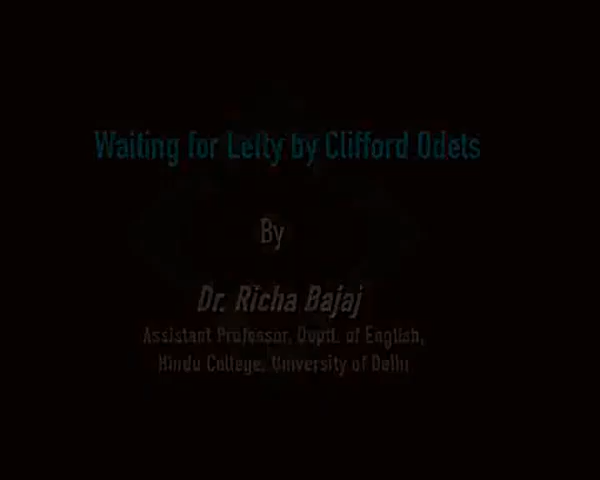 Waiting for Lefty by Clifford Odets
By
Dr. Richa Bajaj
Assistant Professor, Deptt. of English,
Hindu College, University of Delhi